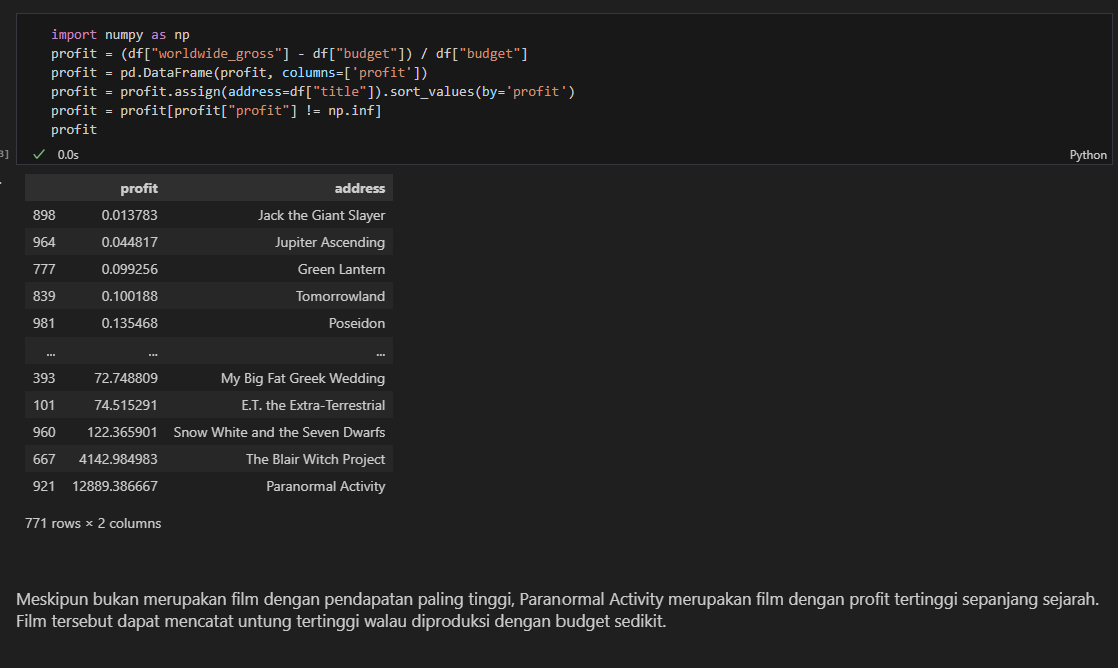 import numpy as np
profit = (df["worldwide_gross"] - df["budget"]) / df["budget"]
profit = pd.DataFrame(profit, columns=['profit'])
profit = profit.assign(address=df["title"]).sort_values(by='profit')
profit = profit[profit["profit"] != np.inf]
profit
3] ✓ 0.0s Python
profit address
898 0.013783 Jack the Giant Slayer
964 0.044817 Jupiter Ascending
777 0.099256 Green Lantern
839 0.100188 Tomorrowland
981 0.135468 Poseidon
... ... ...
393 72.748809 My Big Fat Greek Wedding
101 74.515291 E.T. the Extra-Terrestrial
960 122.365901 Snow White and the Seven Dwarfs
667 4142.984983 The Blair Witch Project
921 12889.386667 Paranormal Activity
771 rows × 2 columns
Meskipun bukan merupakan film dengan pendapatan paling tinggi, Paranormal Activity merupakan film dengan profit tertinggi sepanjang sejarah.
Film tersebut dapat mencatat untung tertinggi walau diproduksi dengan budget sedikit.